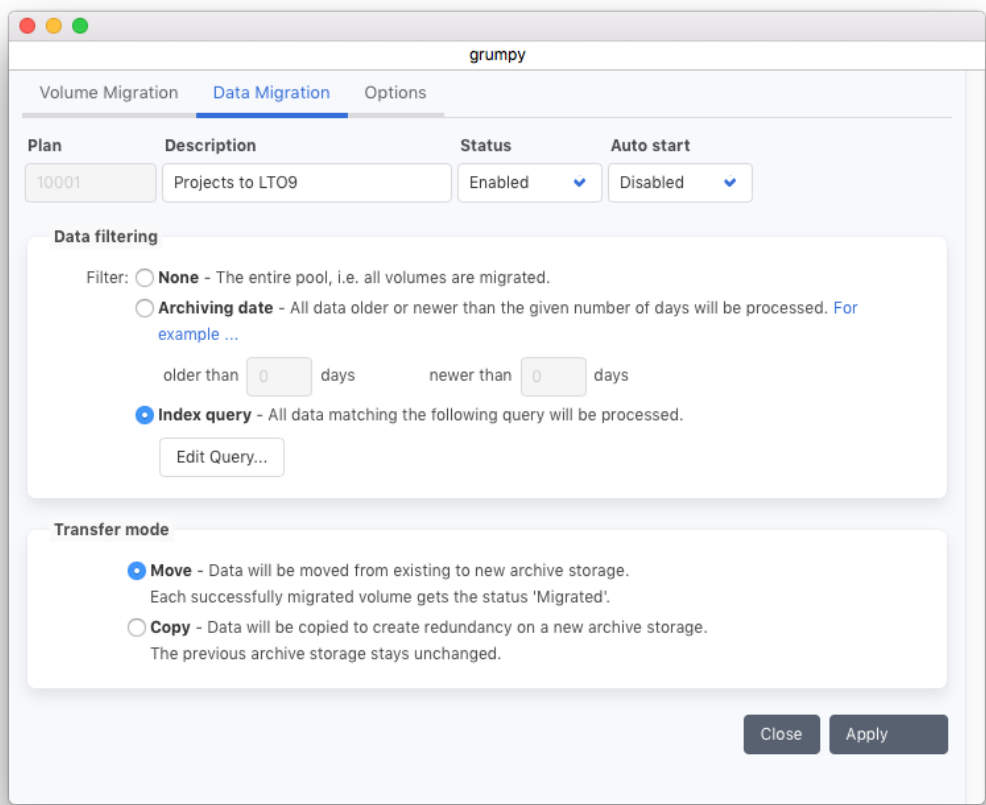 grumpy
Volume Migration Data Migration Options
Plan Description Status Auto start
10001 Projects to LTO9 Enabled Disabled
Data filtering
Filter: None - The entire pool, i.e. all volumes are migrated.
Archiving date - All data older or newer than the given number of days will be processed. For
example ...
older than 0 days newer than 0 days
Index query - All data matching the following query will be processed.
Edit Query...
Transfer mode
Move - Data will be moved from existing to new archive storage.
Each successfully migrated volume gets the status 'Migrated'.
Copy - Data will be copied to create redundancy on a new archive storage.
The previous archive storage stays unchanged.
Close Apply